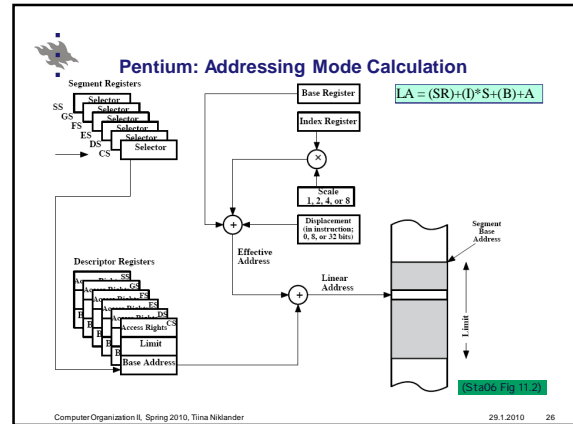 Pentium: Addressing Mode Calculation
Segment Registers
SS
GS
FS
ES
DS
CS
Selector
Selector
Selector
Selector
Selector
Selector
Base Register
Index Register
×
Scale
1, 2, 4, or 8
Displacement
(in instruction;
0, 8, or 32 bits)
+
Effective
Address
LA = (SR)+(I)*S+(B)+A
Descriptor Registers
SS
GS
FS
ES
DS
CS
Access Rights
Limit
Base Address
+
Linear
Address
Segment
Base
Address
Limit
(Sta06 Fig 11.2)
Computer Organization II, Spring 2010, Tiina Niklander
29.1.2010 26